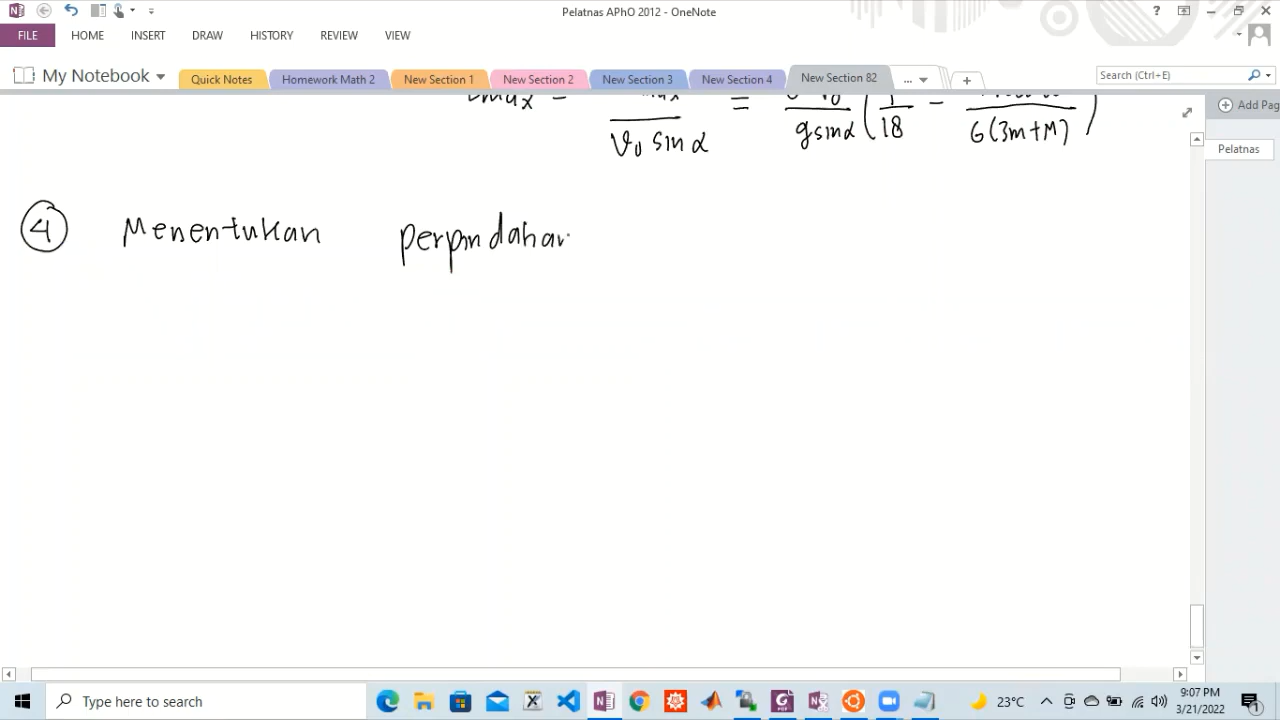 Pelatnas APhO 2012 - OneNote
FILE HOME INSERT DRAW HISTORY REVIEW VIEW
My Notebook Quick Notes Homework Math 2 New Section 1 New Section 2 New Section 3 New Section 4 New Section 82 ... + Search (Ctrl+E)
Add Pag
Pelatnas
= v₀ sin α = g sin α ( 18 − 6(3m+M) )
4 Menentukan perpindahan
Type here to search
23°C
9:07 PM
3/21/2022